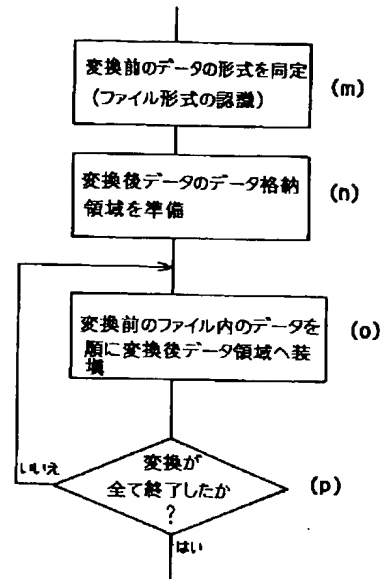 変換前のデータの形式を同定
(ファイル形式の認識)
(m)
変換後データのデータ格納
領域を準備
(n)
変換前のファイル内のデータを
順に変換後データ領域へ装
塡
(o)
変換が
全て終了したか
?
(p)
いいえ
はい